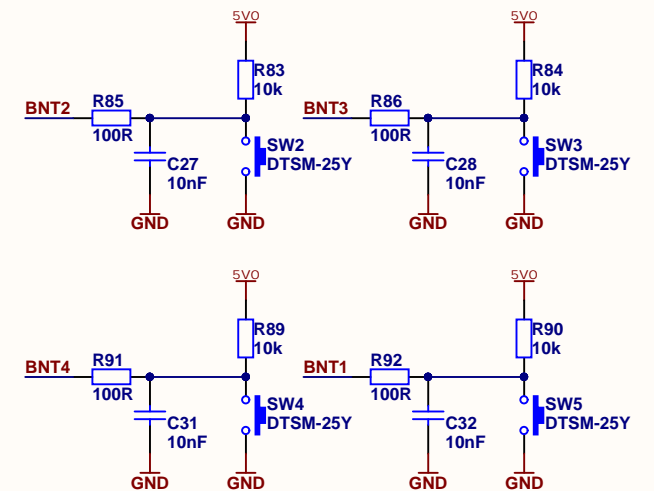 5V0
R83
10k
BNT2
R85
100R
C27
10nF
SW2
DTSM-25Y
GND
GND
5V0
R84
10k
BNT3
R86
100R
C28
10nF
SW3
DTSM-25Y
GND
GND
5V0
R89
10k
BNT4
R91
100R
C31
10nF
SW4
DTSM-25Y
GND
GND
5V0
R90
10k
BNT1
R92
100R
C32
10nF
SW5
DTSM-25Y
GND
GND